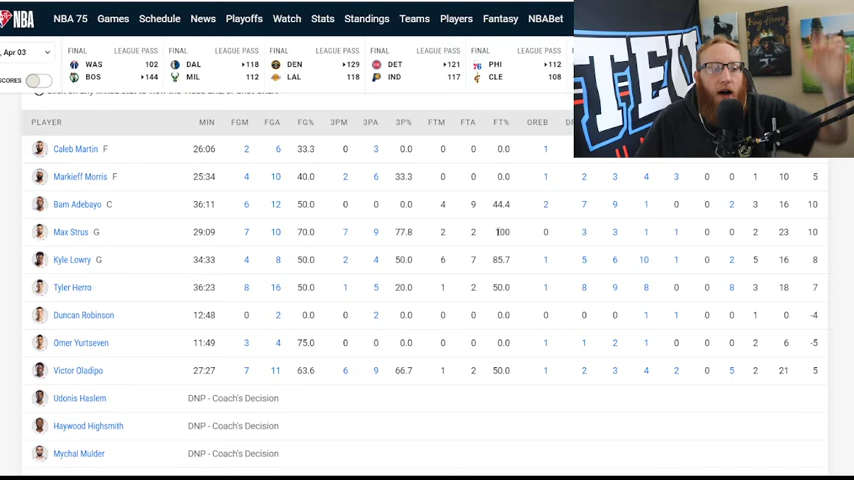 NBA NBA 75 Games Schedule News Playoffs Watch Stats Standings Teams Players Fantasy NBABet
, Apr 03
SCORES
FINAL LEAGUE PASS
WAS 102
BOS 144
FINAL LEAGUE PASS
DAL 118
MIL 112
FINAL LEAGUE PASS
DEN 129
LAL 118
FINAL LEAGUE PASS
DET 121
IND 117
FINAL LEAGUE PASS
PHI 112
CLE 108
TEU
PLAYER MIN FGM FGA FG% 3PM 3PA 3P% FTM FTA FT% OREB
Caleb Martin F 26:06 2 6 33.3 0 3 0.0 0 0 0.0 1
Markieff Morris F 25:34 4 10 40.0 2 6 33.3 0 0 0.0 1 2 3 4 3 0 0 1 10 5
Bam Adebayo C 36:11 6 12 50.0 0 0 0.0 4 9 44.4 2 7 9 1 0 0 2 3 16 10
Max Strus G 29:09 7 10 70.0 7 9 77.8 2 2 100 0 3 3 1 1 0 0 2 23 10
Kyle Lowry G 34:33 4 8 50.0 2 4 50.0 6 7 85.7 1 5 6 10 1 0 2 5 16 8
Tyler Herro 36:23 8 16 50.0 1 5 20.0 1 2 50.0 1 8 9 8 0 0 8 3 18 7
Duncan Robinson 12:48 0 2 0.0 0 2 0.0 0 0 0.0 0 0 0 1 1 0 0 1 0 -4
Omer Yurtseven 11:49 3 4 75.0 0 0 0.0 0 0 0.0 1 1 2 1 0 0 0 2 6 -5
Victor Oladipo 27:27 7 11 63.6 6 9 66.7 1 2 50.0 1 2 3 4 2 0 5 2 21 5
Udonis Haslem DNP - Coach's Decision
Haywood Highsmith DNP - Coach's Decision
Mychal Mulder DNP - Coach's Decision